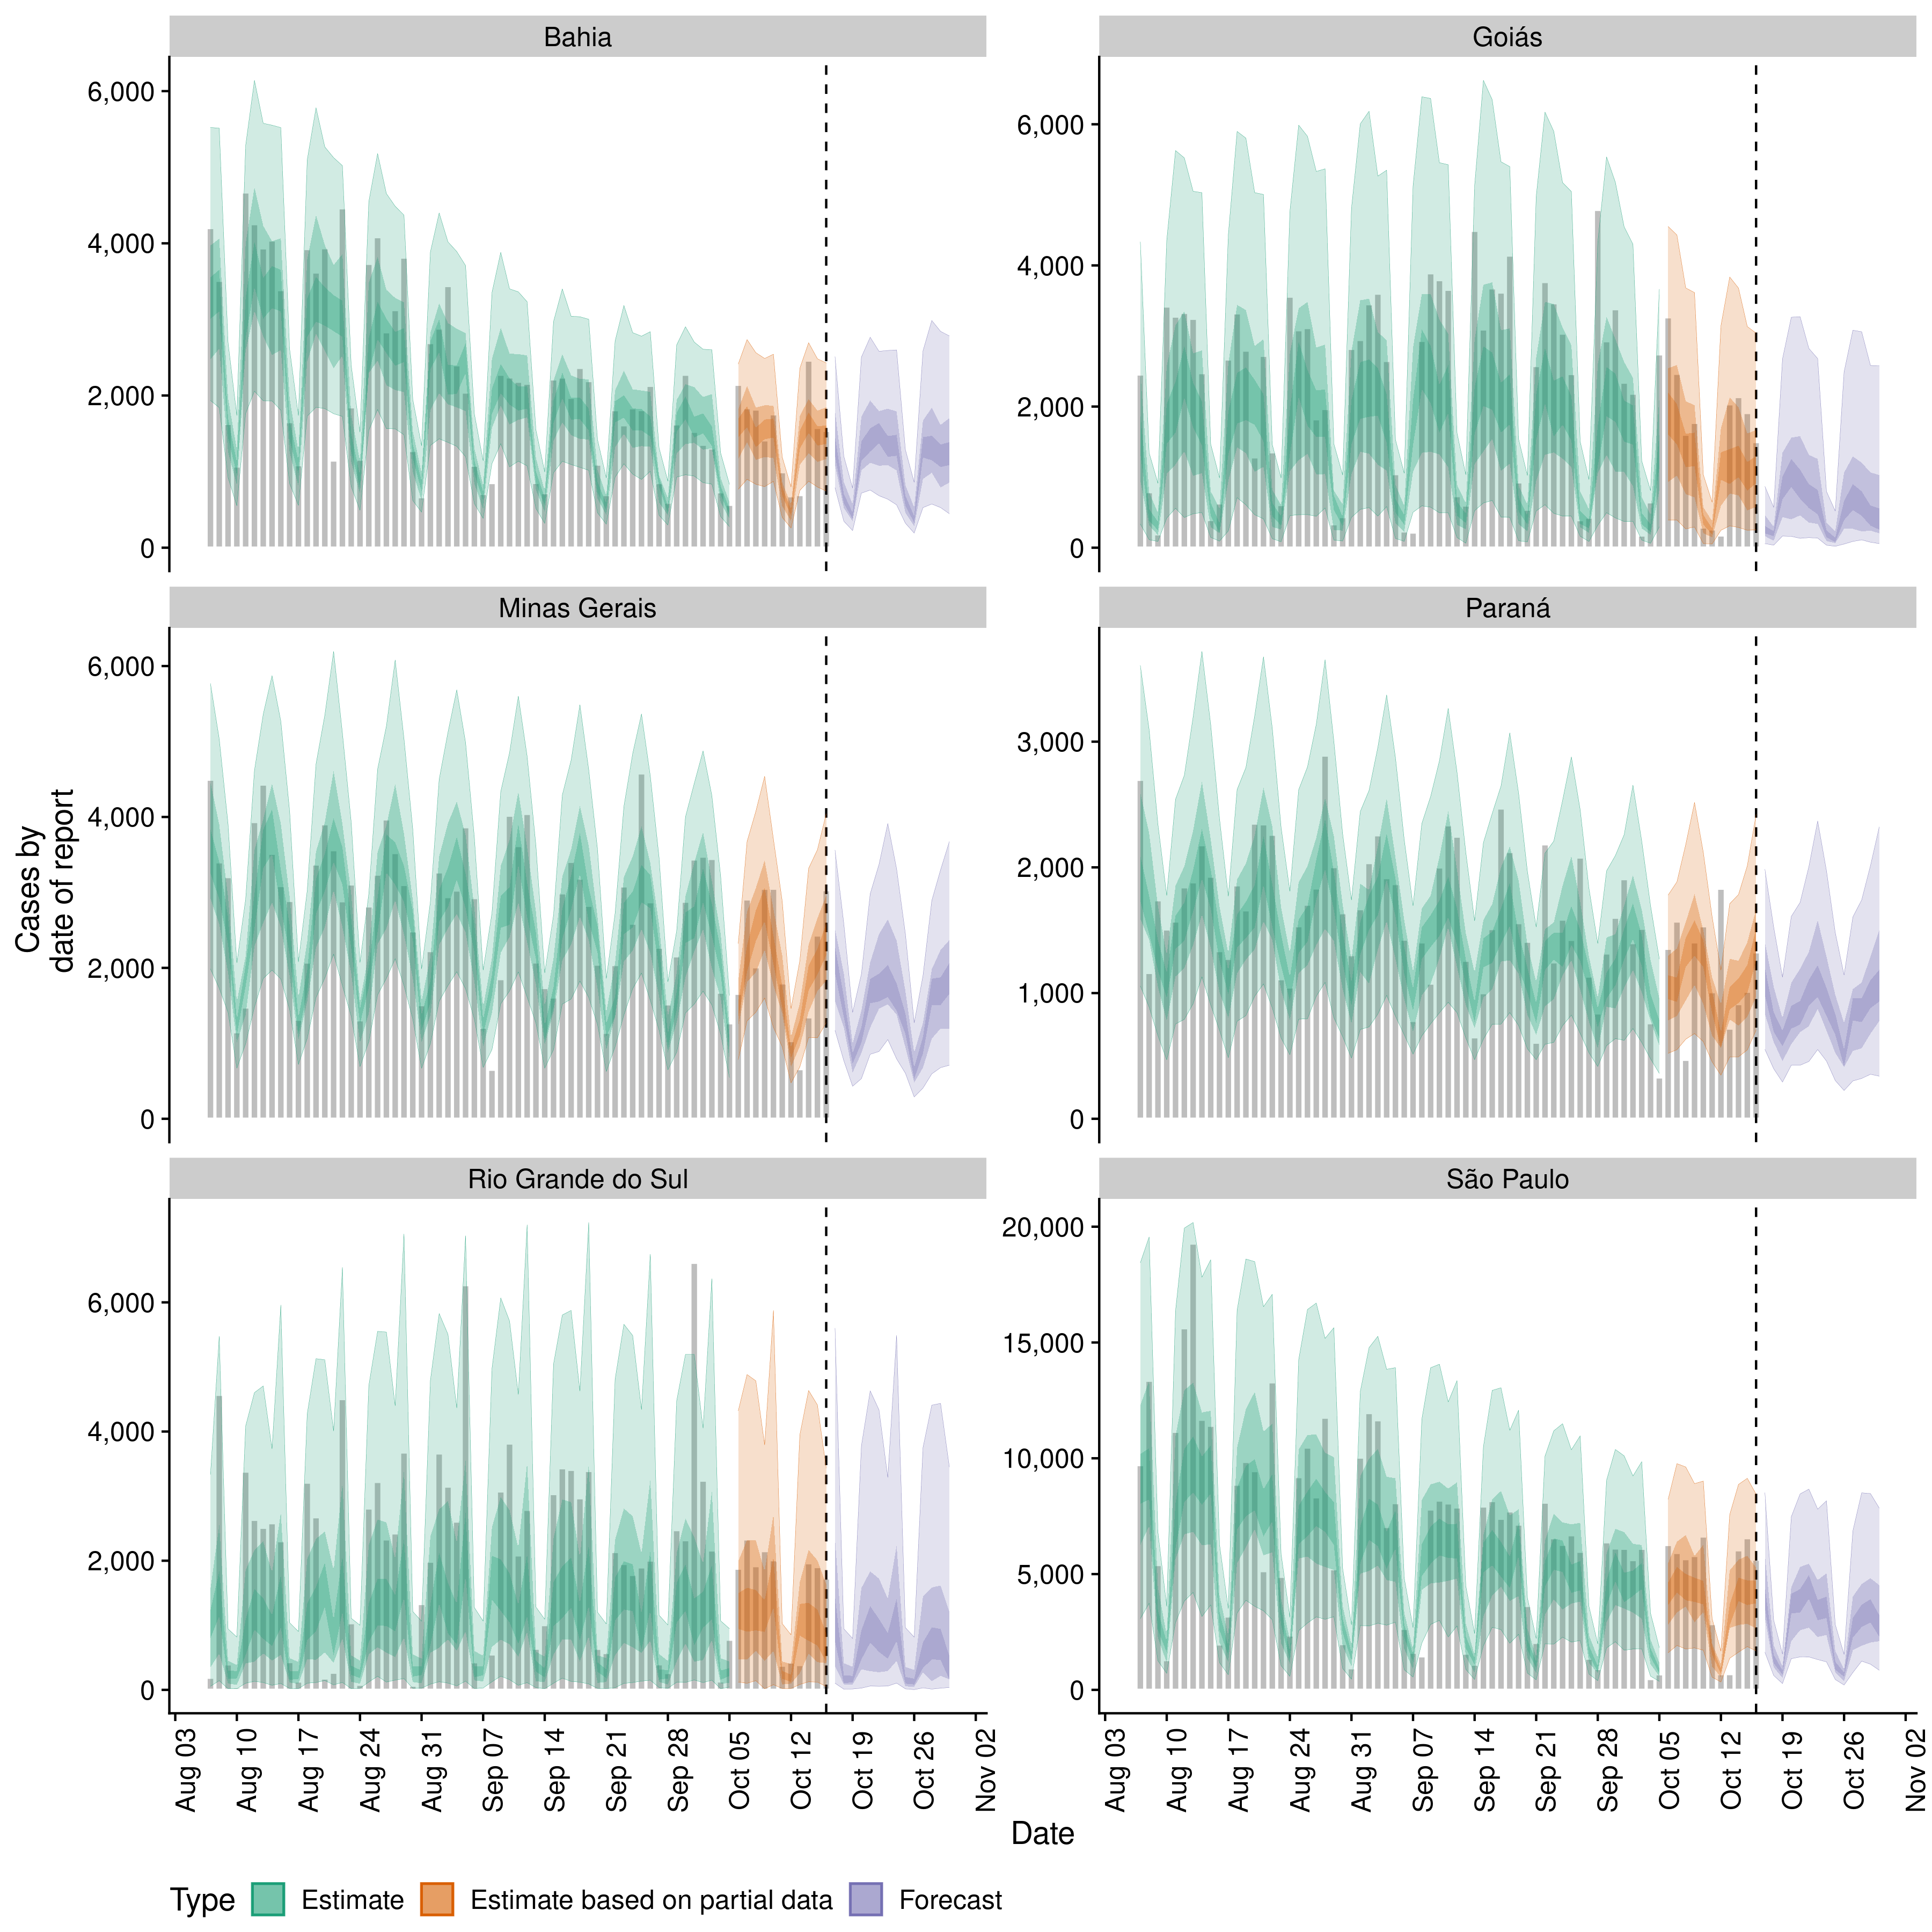 Bahia
Goiás
6,000
4,000
2,000
0
6,000
4,000
2,000
0
Minas Gerais
Paraná
6,000
4,000
2,000
0
3,000
2,000
1,000
0
Rio Grande do Sul
São Paulo
6,000
4,000
2,000
0
20,000
15,000
10,000
5,000
0
Cases by
date of report
Aug 03
Aug 10
Aug 17
Aug 24
Aug 31
Sep 07
Sep 14
Sep 21
Sep 28
Oct 05
Oct 12
Oct 19
Oct 26
Nov 02
Aug 03
Aug 10
Aug 17
Aug 24
Aug 31
Sep 07
Sep 14
Sep 21
Sep 28
Oct 05
Oct 12
Oct 19
Oct 26
Nov 02
Date
Type Estimate Estimate based on partial data Forecast